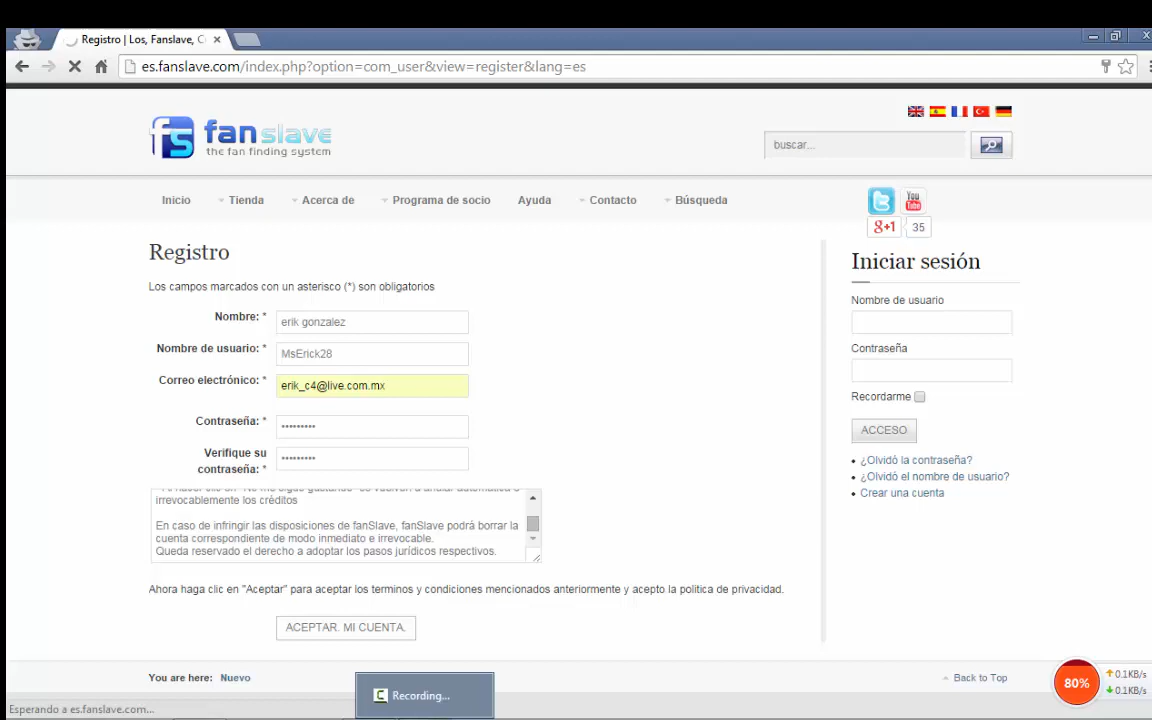 Registro | Los, Fanslave, C
es.fanslave.com/index.php?option=com_user&view=register&lang=es
fs fanslave
the fan finding system
buscar...
Inicio Tienda Acerca de Programa de socio Ayuda Contacto Búsqueda
You Tube
g+1 35
Registro
Los campos marcados con un asterisco (*) son obligatorios
Nombre: * erik gonzalez
Nombre de usuario: * MsErick28
Correo electrónico: * erik_c4@live.com.mx
Contraseña: * •••••••••
Verifique su
contraseña: * •••••••••
irrevocablemente los créditos
En caso de infringir las disposiciones de fanSlave, fanSlave podrá borrar la
cuenta correspondiente de modo inmediato e irrevocable.
Queda reservado el derecho a adoptar los pasos jurídicos respectivos.
Ahora haga clic en "Aceptar" para aceptar los terminos y condiciones mencionados anteriormente y acepto la politica de privacidad.
ACEPTAR. MI CUENTA.
Iniciar sesión
Nombre de usuario
Contraseña
Recordarme
ACCESO
¿Olvidó la contraseña?
¿Olvidó el nombre de usuario?
Crear una cuenta
You are here: Nuevo
Back to Top
Recording...
80%
0.1KB/s
0.1KB/s
Esperando a es.fanslave.com...